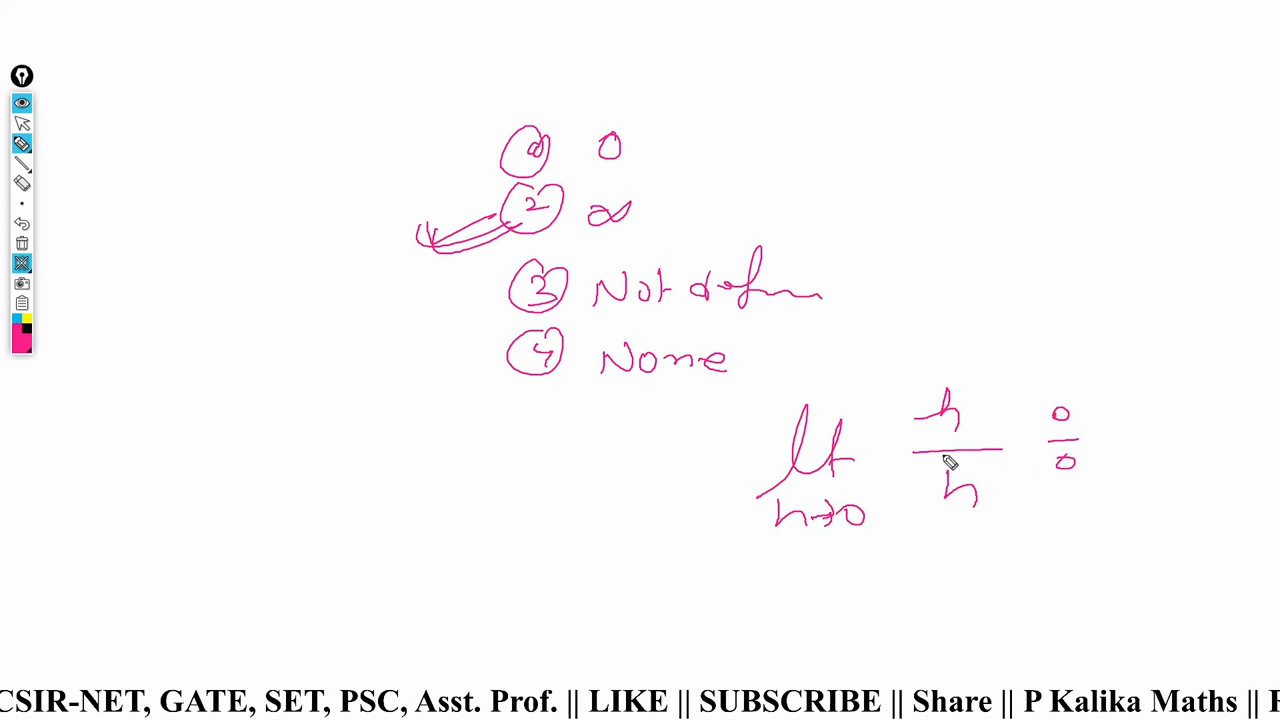 a 0
2 ∞
3 Not defin
4 None
lt h→0 h/h 0/0
CSIR-NET, GATE, SET, PSC, Asst. Prof. || LIKE || SUBSCRIBE || Share || P Kalika Maths ||